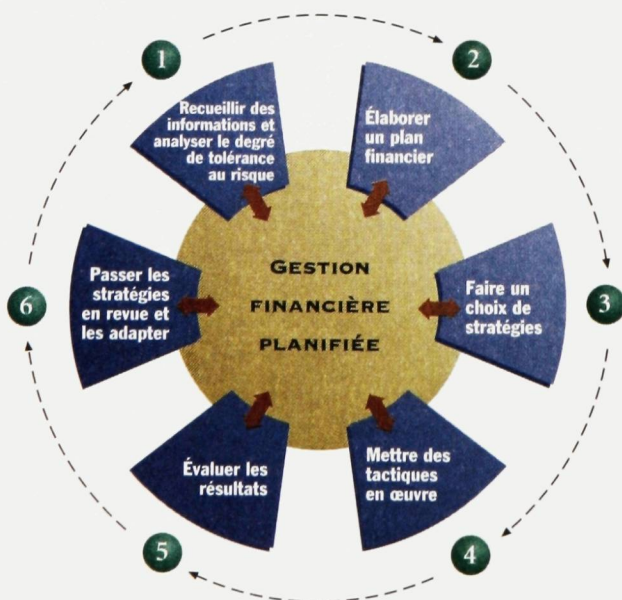 1
Recueillir des
informations et
analyser le degré
de tolérance
au risque
2
Élaborer
un plan
financier
3
Faire un
choix de
stratégies
4
Mettre des
tactiques
en œuvre
5
Évaluer les
résultats
6
Passer les
stratégies
en revue et
les adapter
GESTION
FINANCIÈRE
PLANIFIÉE